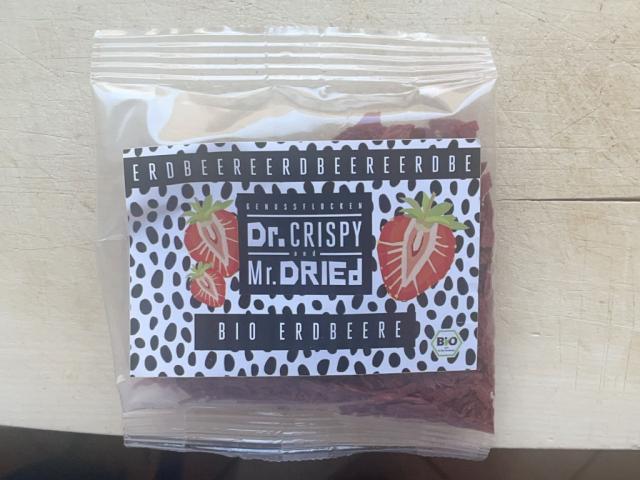 ERDBEEREERDBEEREERDBE
GENUSSFLOCKEN
Dr. CRISPY
and
Mr. DRIEd
BIO ERDBEERE
BIO